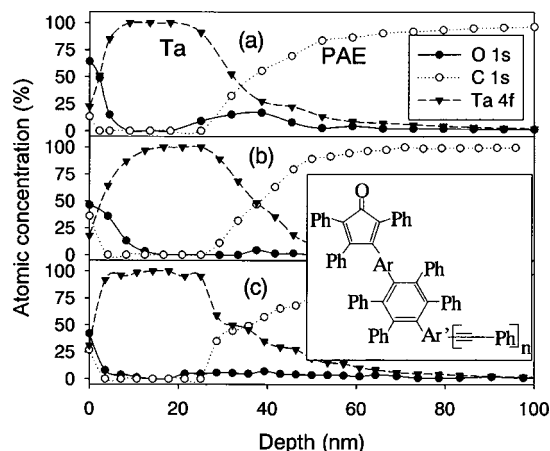 100
75
50
25
0
100
75
50
25
0
100
75
50
25
0
Atomic concentration (%)
Ta
(a)
PAE
O 1s
C 1s
Ta 4f
(b)
(c)
O
Ph Ph
Ph
Ph Ar Ph
Ph Ph
Ph Ar' Ph n
0 20 40 60 80 100
Depth (nm)